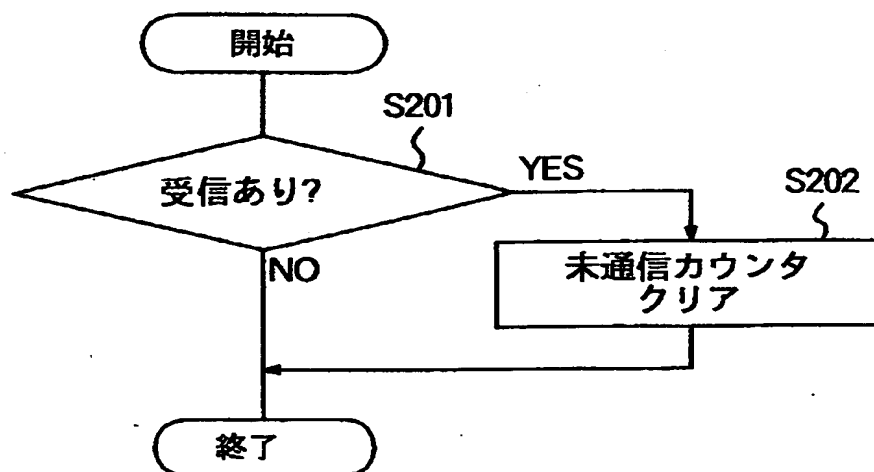 開始
S201
受信あり?
YES
S202
NO
未通信カウンタ
クリア
終了